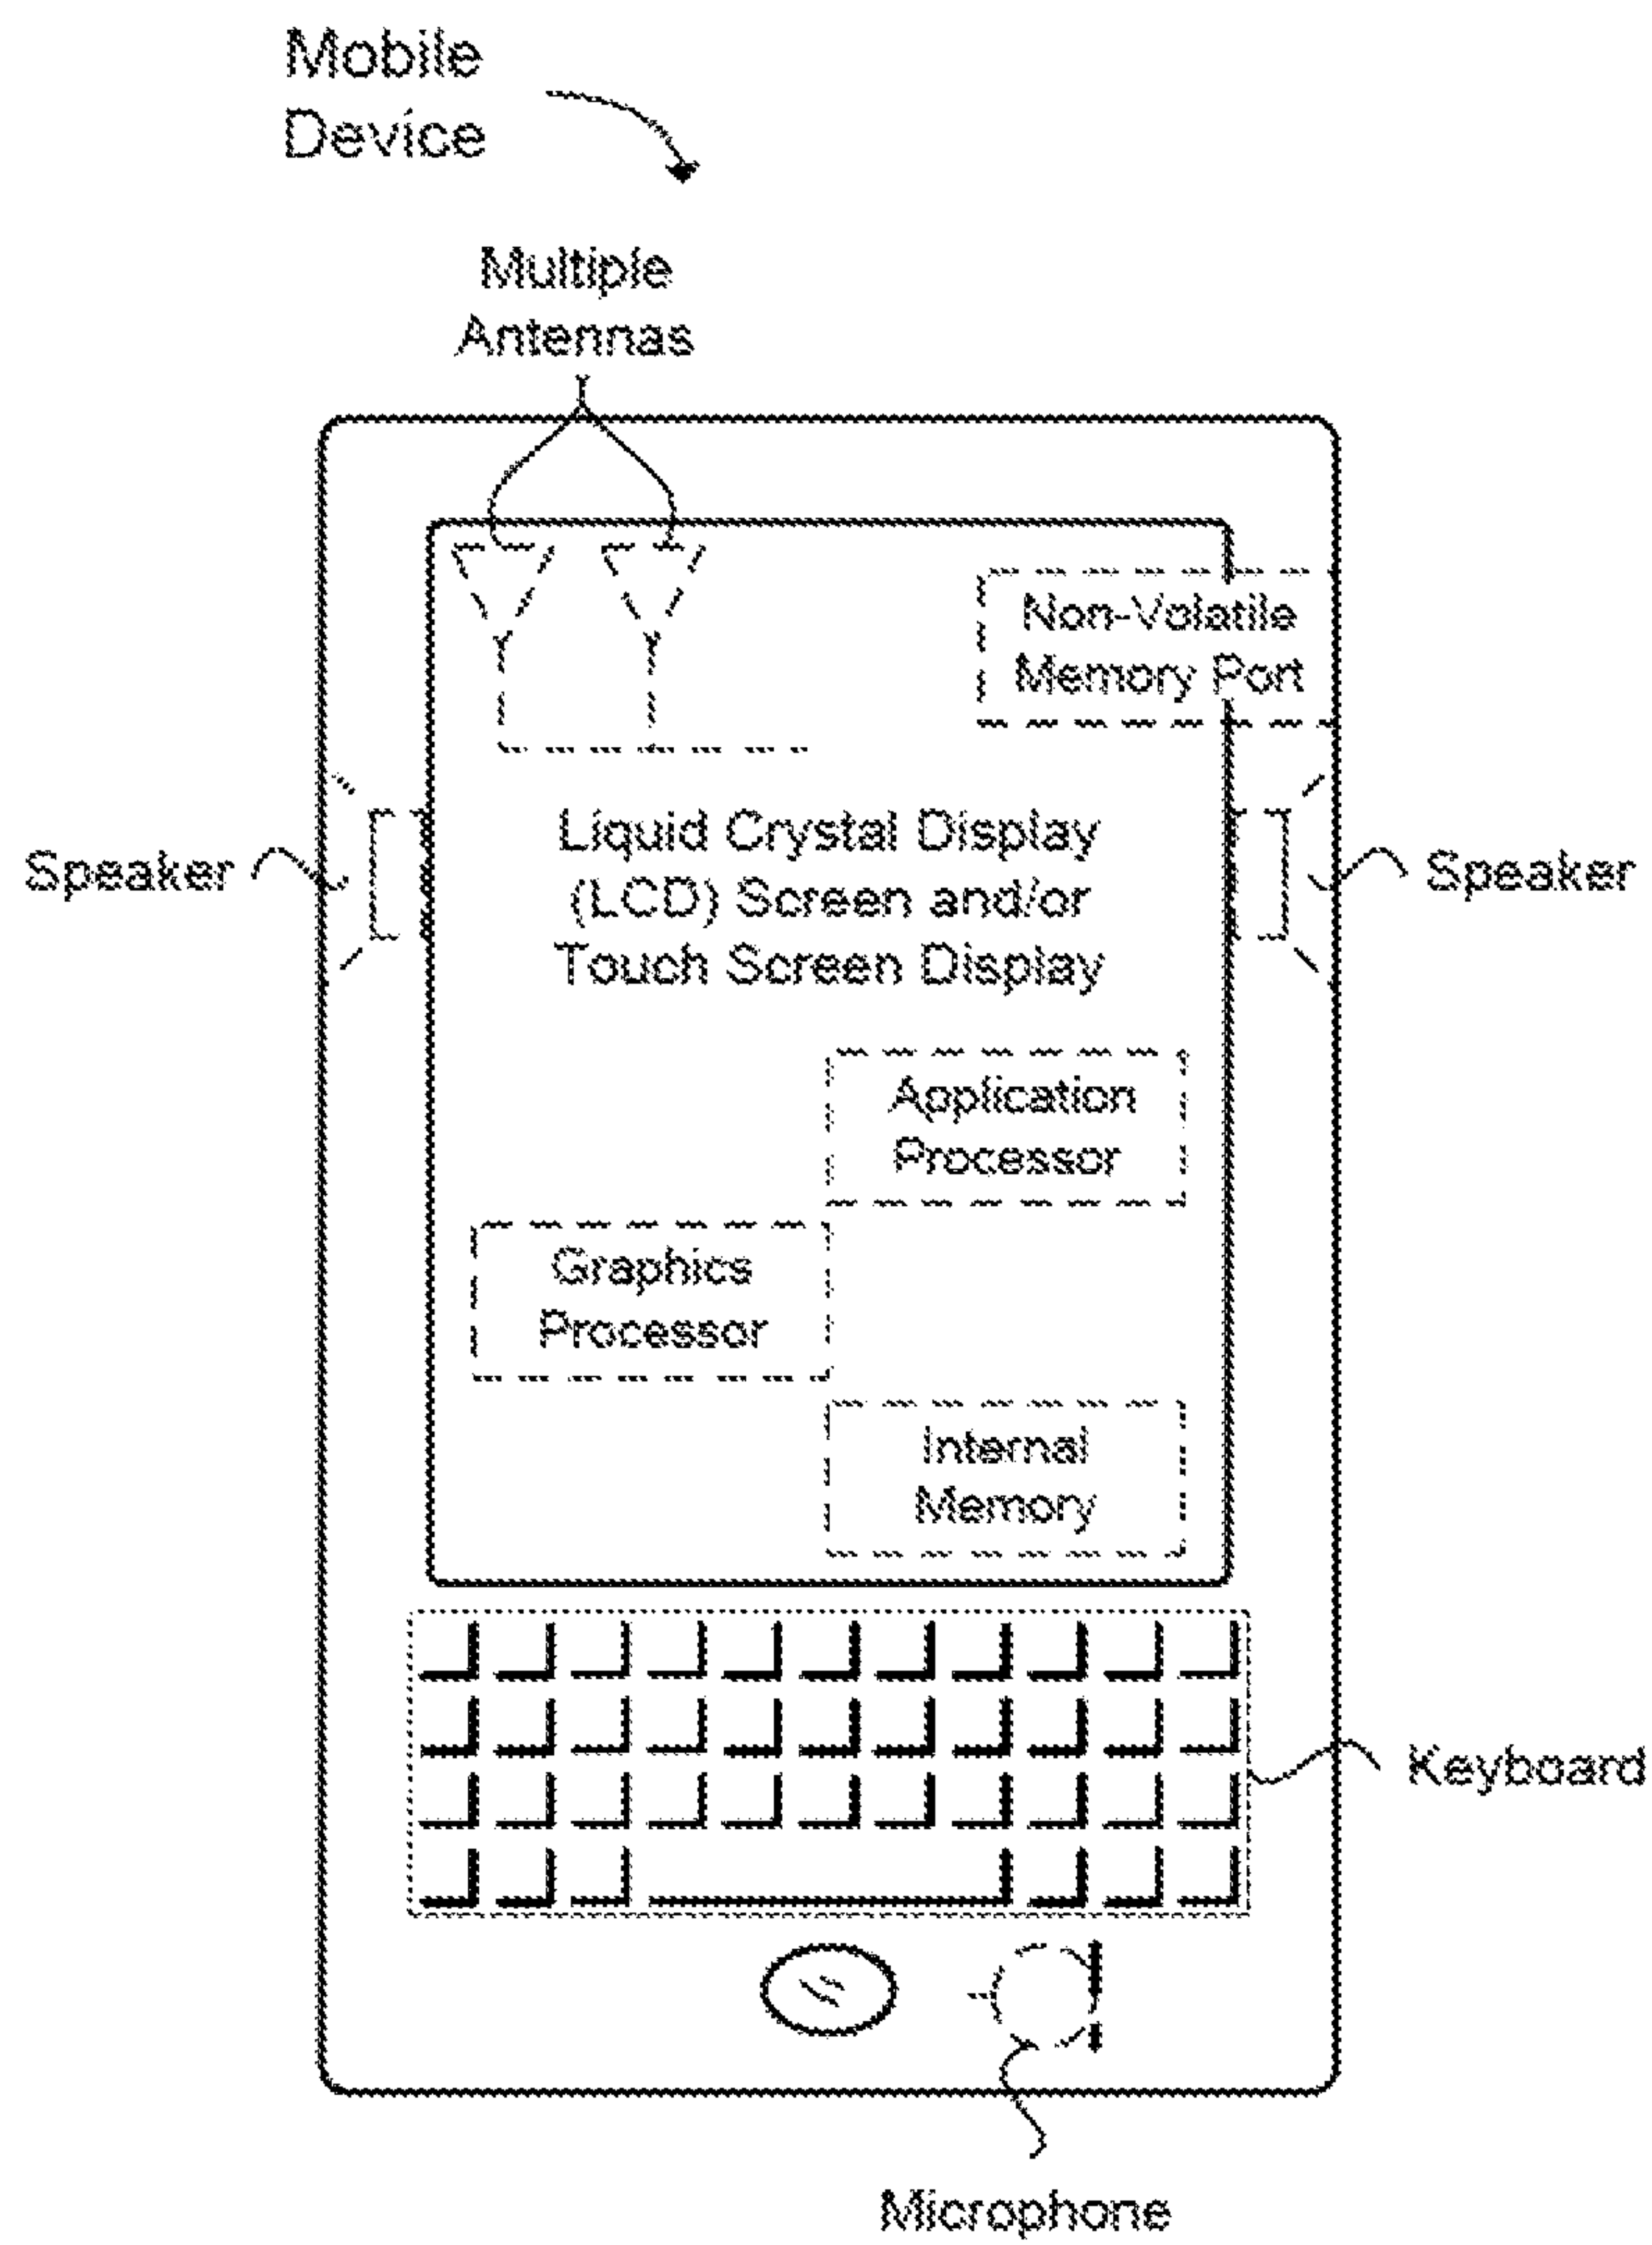 Mobile
Device
Multiple
Antennas
Non-Volatile
Memory Port
Speaker
Liquid Crystal Display
(LCD) Screen and/or
Touch Screen Display
Speaker
Application
Processor
Graphics
Processor
Internal
Memory
Keyboard
Microphone